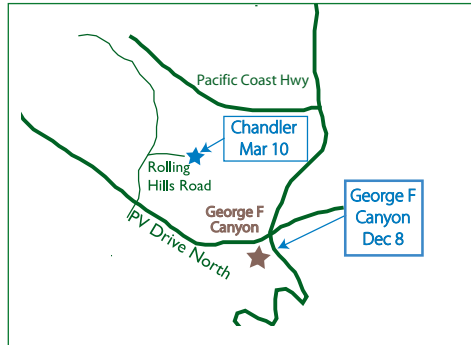 Pacific Coast Hwy
Chandler
Mar 10
Rolling
Hills Road
George F
Canyon
George F
Canyon
Dec 8
PV Drive North